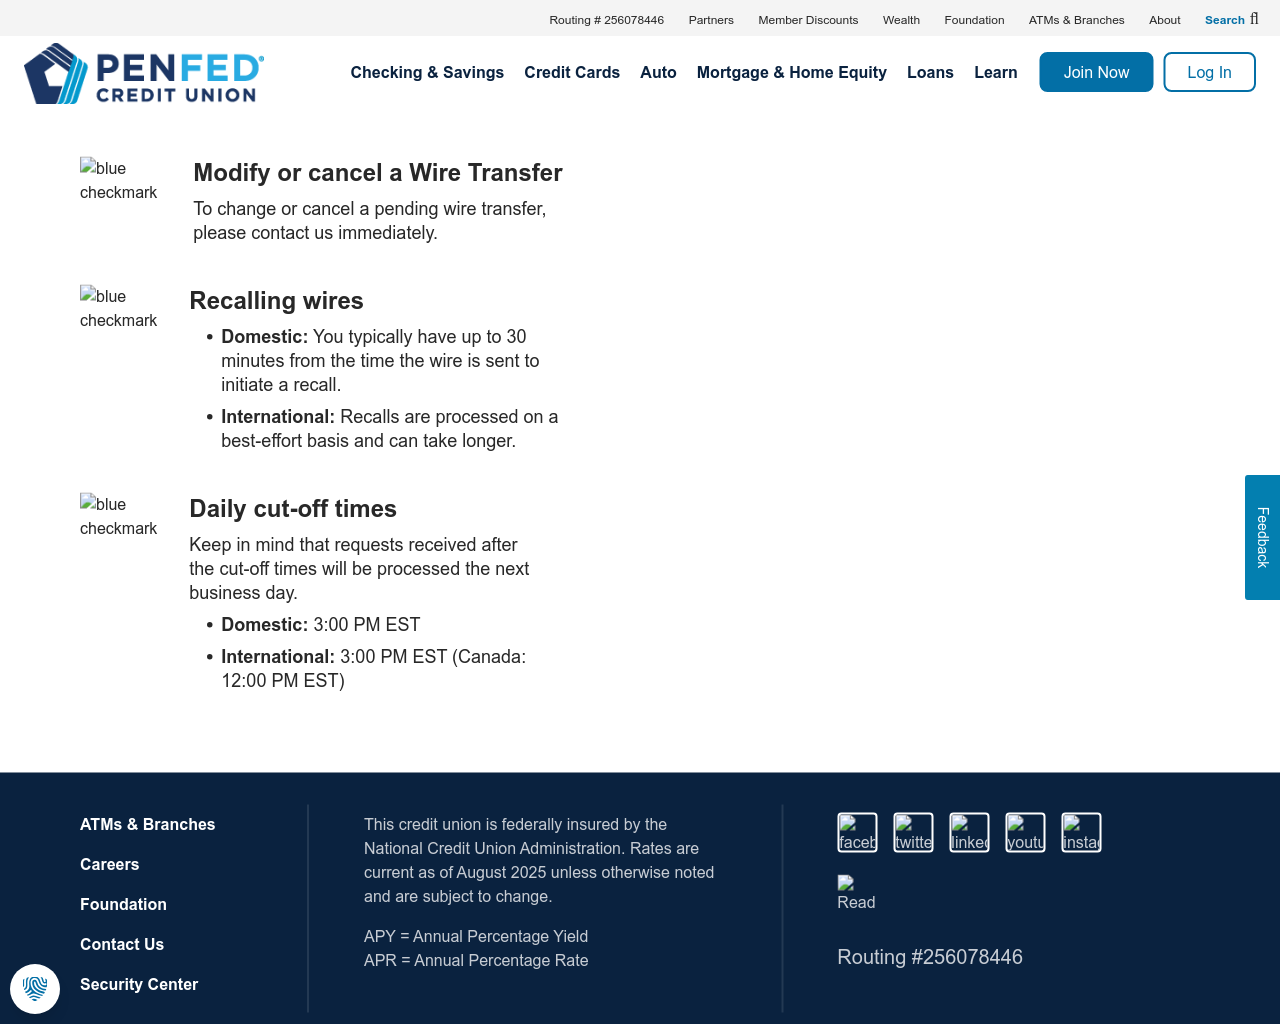 Routing # 256078446 Partners Member Discounts Wealth Foundation ATMs & Branches About Search
PENFED®
CREDIT UNION
Checking & Savings Credit Cards Auto Mortgage & Home Equity Loans Learn Join Now Log In
blue
checkmark
Modify or cancel a Wire Transfer
To change or cancel a pending wire transfer,
please contact us immediately.
blue
checkmark
Recalling wires
• Domestic: You typically have up to 30
minutes from the time the wire is sent to
initiate a recall.
• International: Recalls are processed on a
best-effort basis and can take longer.
blue
checkmark
Daily cut-off times
Keep in mind that requests received after
the cut-off times will be processed the next
business day.
• Domestic: 3:00 PM EST
• International: 3:00 PM EST (Canada:
12:00 PM EST)
Feedback
ATMs & Branches
Careers
Foundation
Contact Us
Security Center
This credit union is federally insured by the
National Credit Union Administration. Rates are
current as of August 2025 unless otherwise noted
and are subject to change.
APY = Annual Percentage Yield
APR = Annual Percentage Rate
faceb twitte linked youtu insta
Read
Routing #256078446